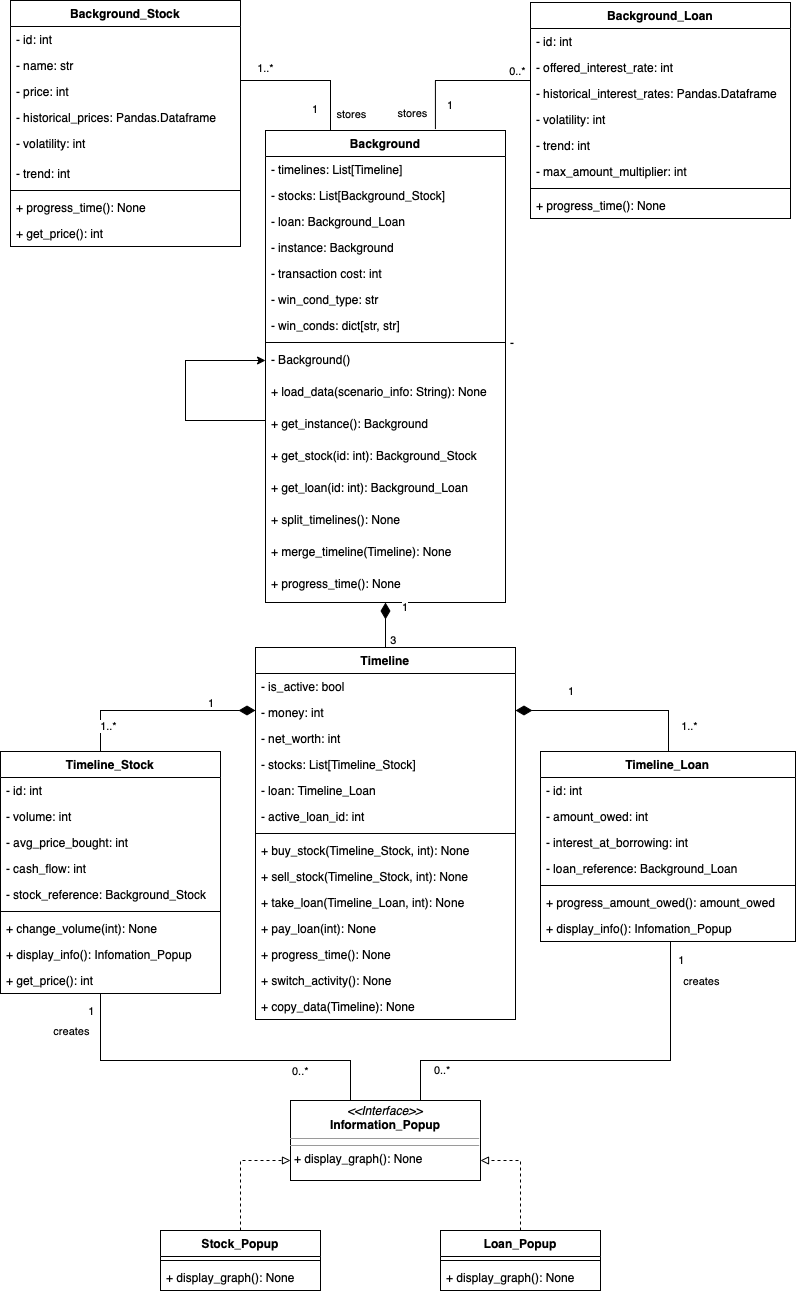 Background_Stock
- id: int
- name: str
- price: int
- historical_prices: Pandas.Dataframe
- volatility: int
- trend: int
+ progress_time(): None
+ get_price(): int
1..*
1
stores
Background_Loan
- id: int
- offered_interest_rate: int
- historical_interest_rates: Pandas.Dataframe
- volatility: int
- trend: int
- max_amount_multiplier: int
+ progress_time(): None
0..*
1
stores
Background
- timelines: List[Timeline]
- stocks: List[Background_Stock]
- loan: Background_Loan
- instance: Background
- transaction cost: int
- win_cond_type: str
- win_conds: dict[str, str]
-
- Background()
+ load_data(scenario_info: String): None
+ get_instance(): Background
+ get_stock(id: int): Background_Stock
+ get_loan(id: int): Background_Loan
+ split_timelines(): None
+ merge_timeline(Timeline): None
+ progress_time(): None
1
3
Timeline
- is_active: bool
- money: int
- net_worth: int
- stocks: List[Timeline_Stock]
- loan: Timeline_Loan
- active_loan_id: int
+ buy_stock(Timeline_Stock, int): None
+ sell_stock(Timeline_Stock, int): None
+ take_loan(Timeline_Loan, int): None
+ pay_loan(int): None
+ progress_time(): None
+ switch_activity(): None
+ copy_data(Timeline): None
1
1..*
Timeline_Stock
- id: int
- volume: int
- avg_price_bought: int
- cash_flow: int
- stock_reference: Background_Stock
+ change_volume(int): None
+ display_info(): Infomation_Popup
+ get_price(): int
1
creates
0..*
1
1..*
Timeline_Loan
- id: int
- amount_owed: int
- interest_at_borrowing: int
- loan_reference: Background_Loan
+ progress_amount_owed(): amount_owed
+ display_info(): Infomation_Popup
1
creates
0..*
<<Interface>>
Information_Popup
+ display_graph(): None
Stock_Popup
+ display_graph(): None
Loan_Popup
+ display_graph(): None